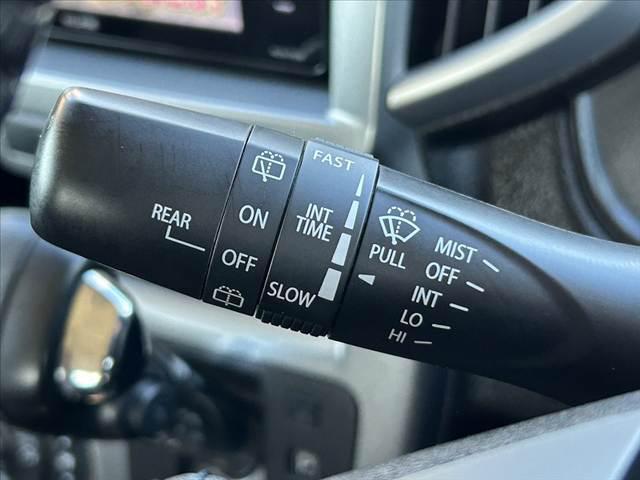 REAR
ON
OFF
FAST
INT
TIME
SLOW
PULL
MIST
OFF
INT
LO
HI